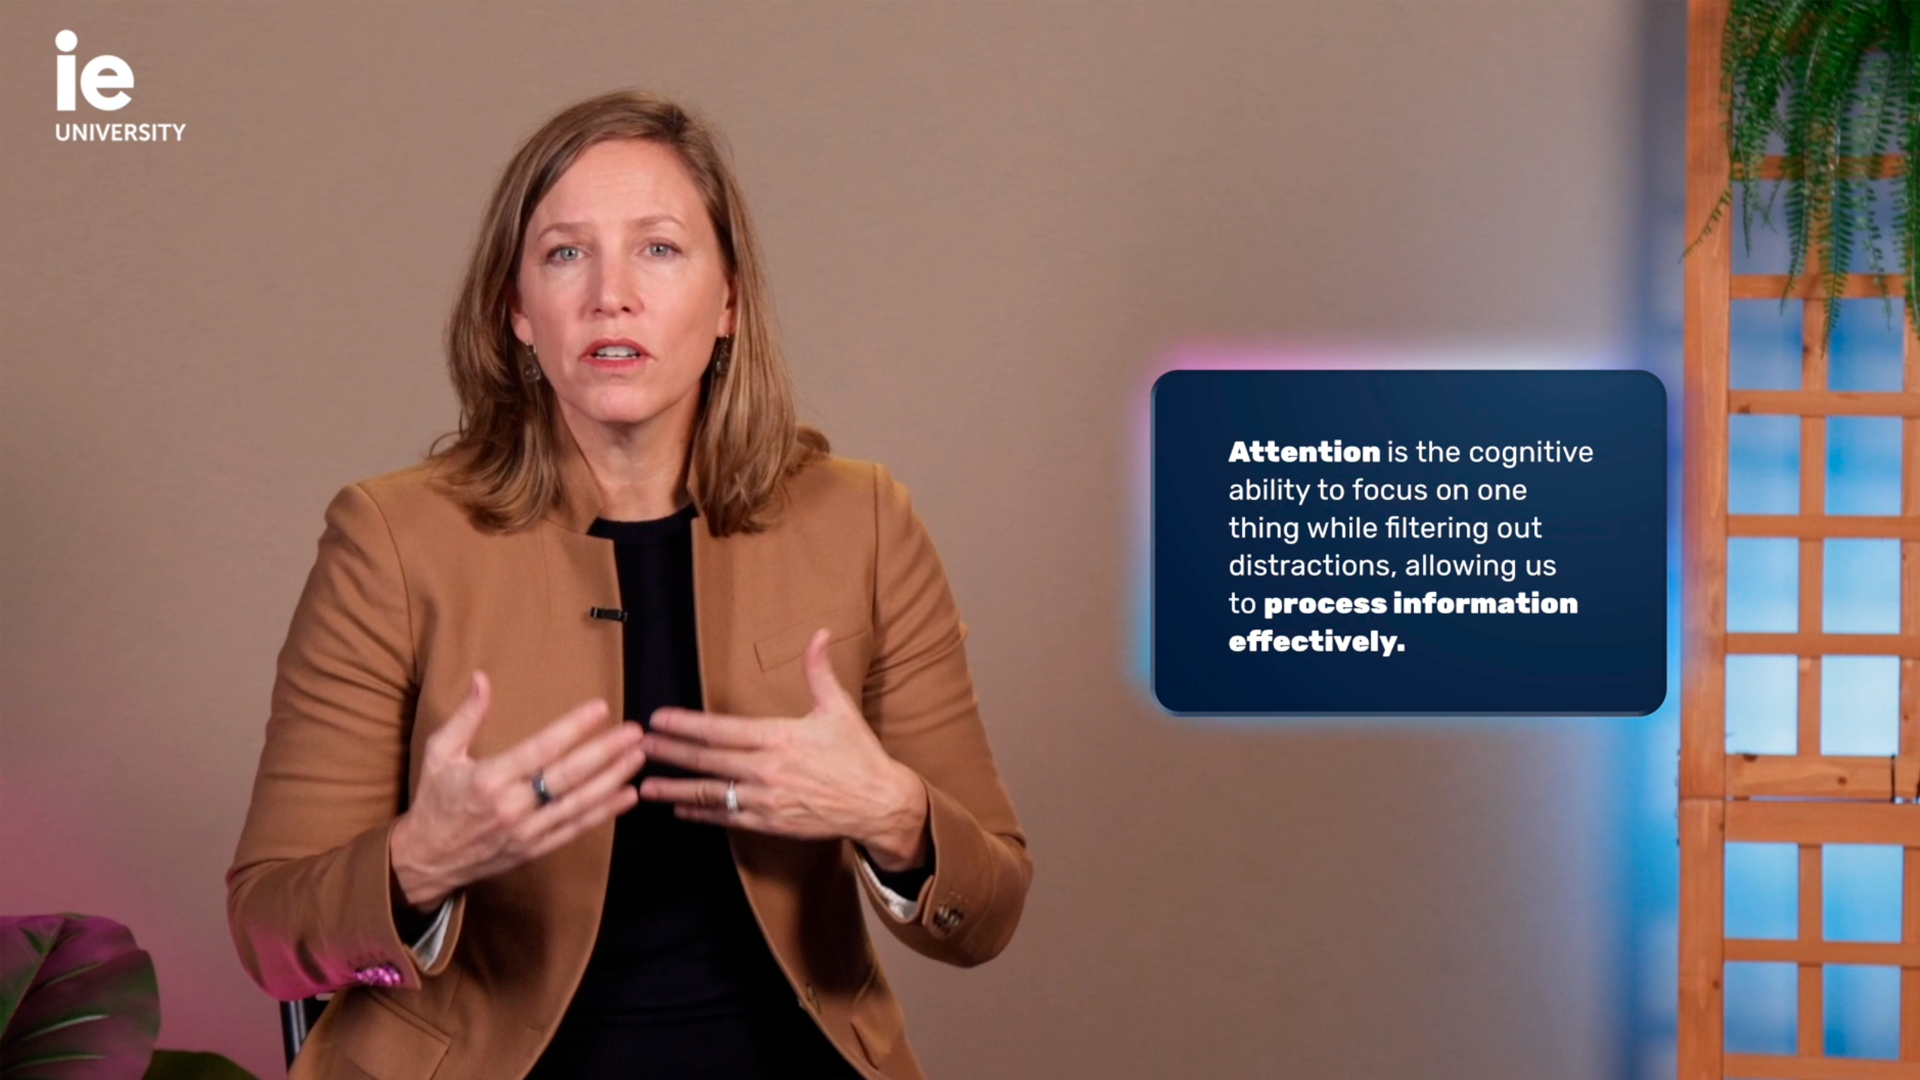 ie
UNIVERSITY
Attention is the cognitive
ability to focus on one
thing while filtering out
distractions, allowing us
to process information
effectively.